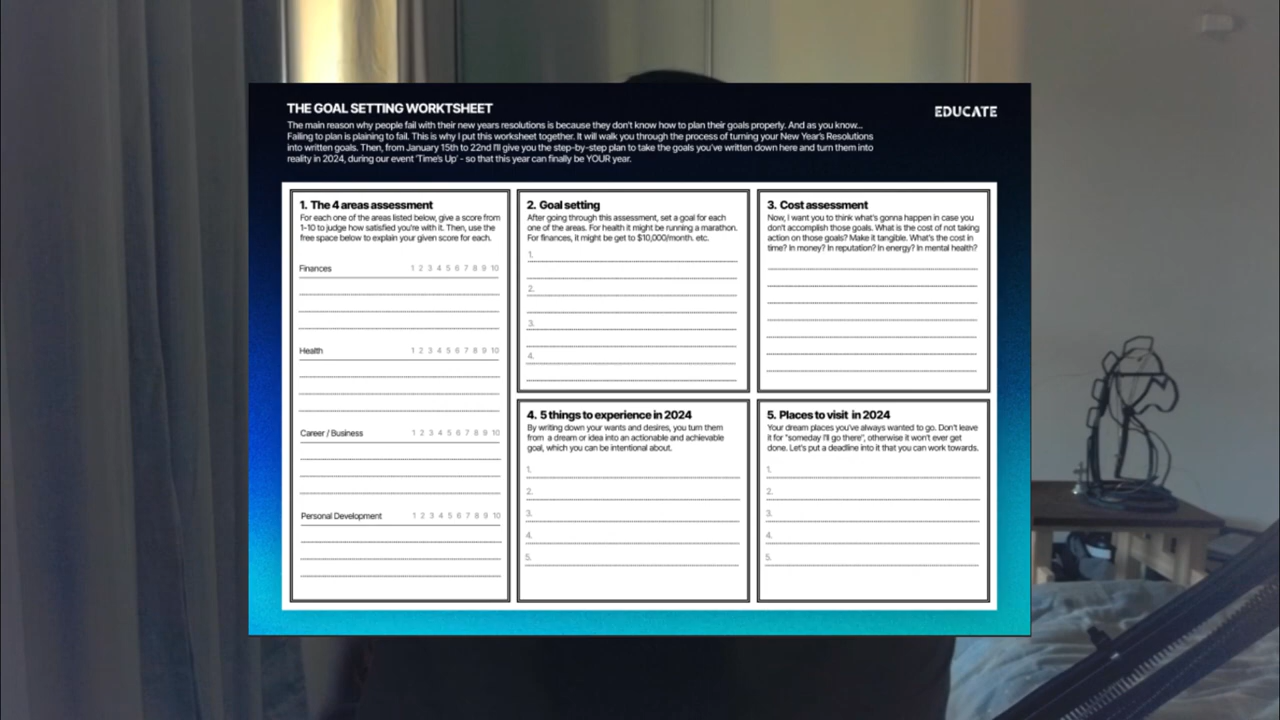 THE GOAL SETTING WORKTSHEET
EDUCATE
The main reason why people fail with their new years resolutions is because they don't know how to plan their goals properly. And as you know...
Failing to plan is plaining to fail. This is why I put this worksheet together. It will walk you through the process of turning your New Year's Resolutions
into written goals. Then, from January 15th to 22nd I'll give you the step-by-step plan to take the goals you've written down here and turn them into
reality in 2024, during our event 'Time's Up' - so that this year can finally be YOUR year.
1. The 4 areas assessment
For each one of the areas listed below, give a score from
1-10 to judge how satisfied you're with it. Then, use the
free space below to explain your given score for each.
Finances 1 2 3 4 5 6 7 8 9 10
Health 1 2 3 4 5 6 7 8 9 10
Career / Business 1 2 3 4 5 6 7 8 9 10
Personal Development 1 2 3 4 5 6 7 8 9 10
2. Goal setting
After going through this assessment, set a goal for each
one of the areas. For health it might be running a marathon.
For finances, it might be get to $10,000/month. etc.
1.
2.
3.
4.
3. Cost assessment
Now, I want you to think what's gonna happen in case you
don't accomplish those goals. What is the cost of not taking
action on those goals? Make it tangible. What's the cost in
time? In money? In reputation? In energy? In mental health?
4. 5 things to experience in 2024
By writing down your wants and desires, you turn them
from a dream or idea into an actionable and achievable
goal, which you can be intentional about.
1.
2.
3.
4.
5.
5. Places to visit in 2024
Your dream places you've always wanted to go. Don't leave
it for "someday I'll go there", otherwise it won't ever get
done. Let's put a deadline into it that you can work towards.
1.
2.
3.
4.
5.